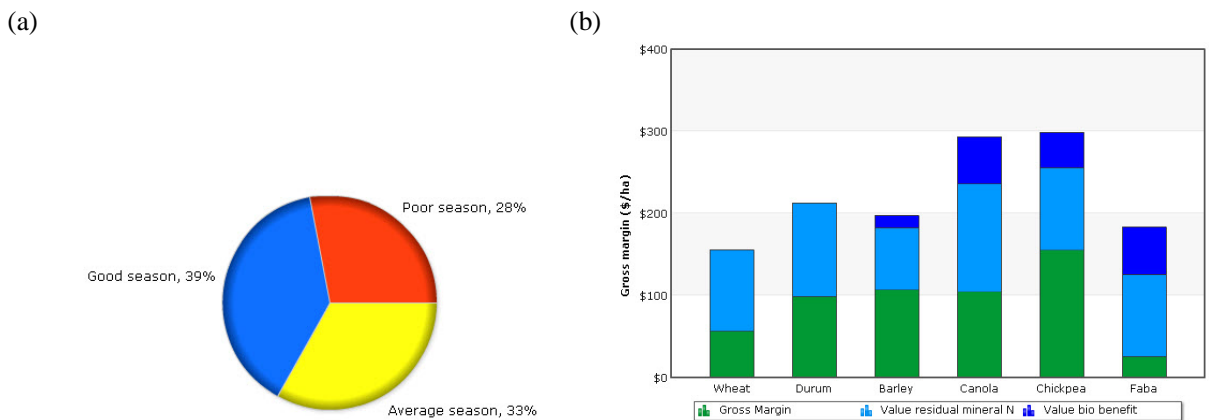 (a)
(b)
Poor season, 28%
Good season, 39%
Average season, 33%
$400
$300
$200
$100
$0
Gross margin ($/ha)
Wheat Durum Barley Canola Chickpea Faba
Gross Margin Value residual mineral N Value bio benefit